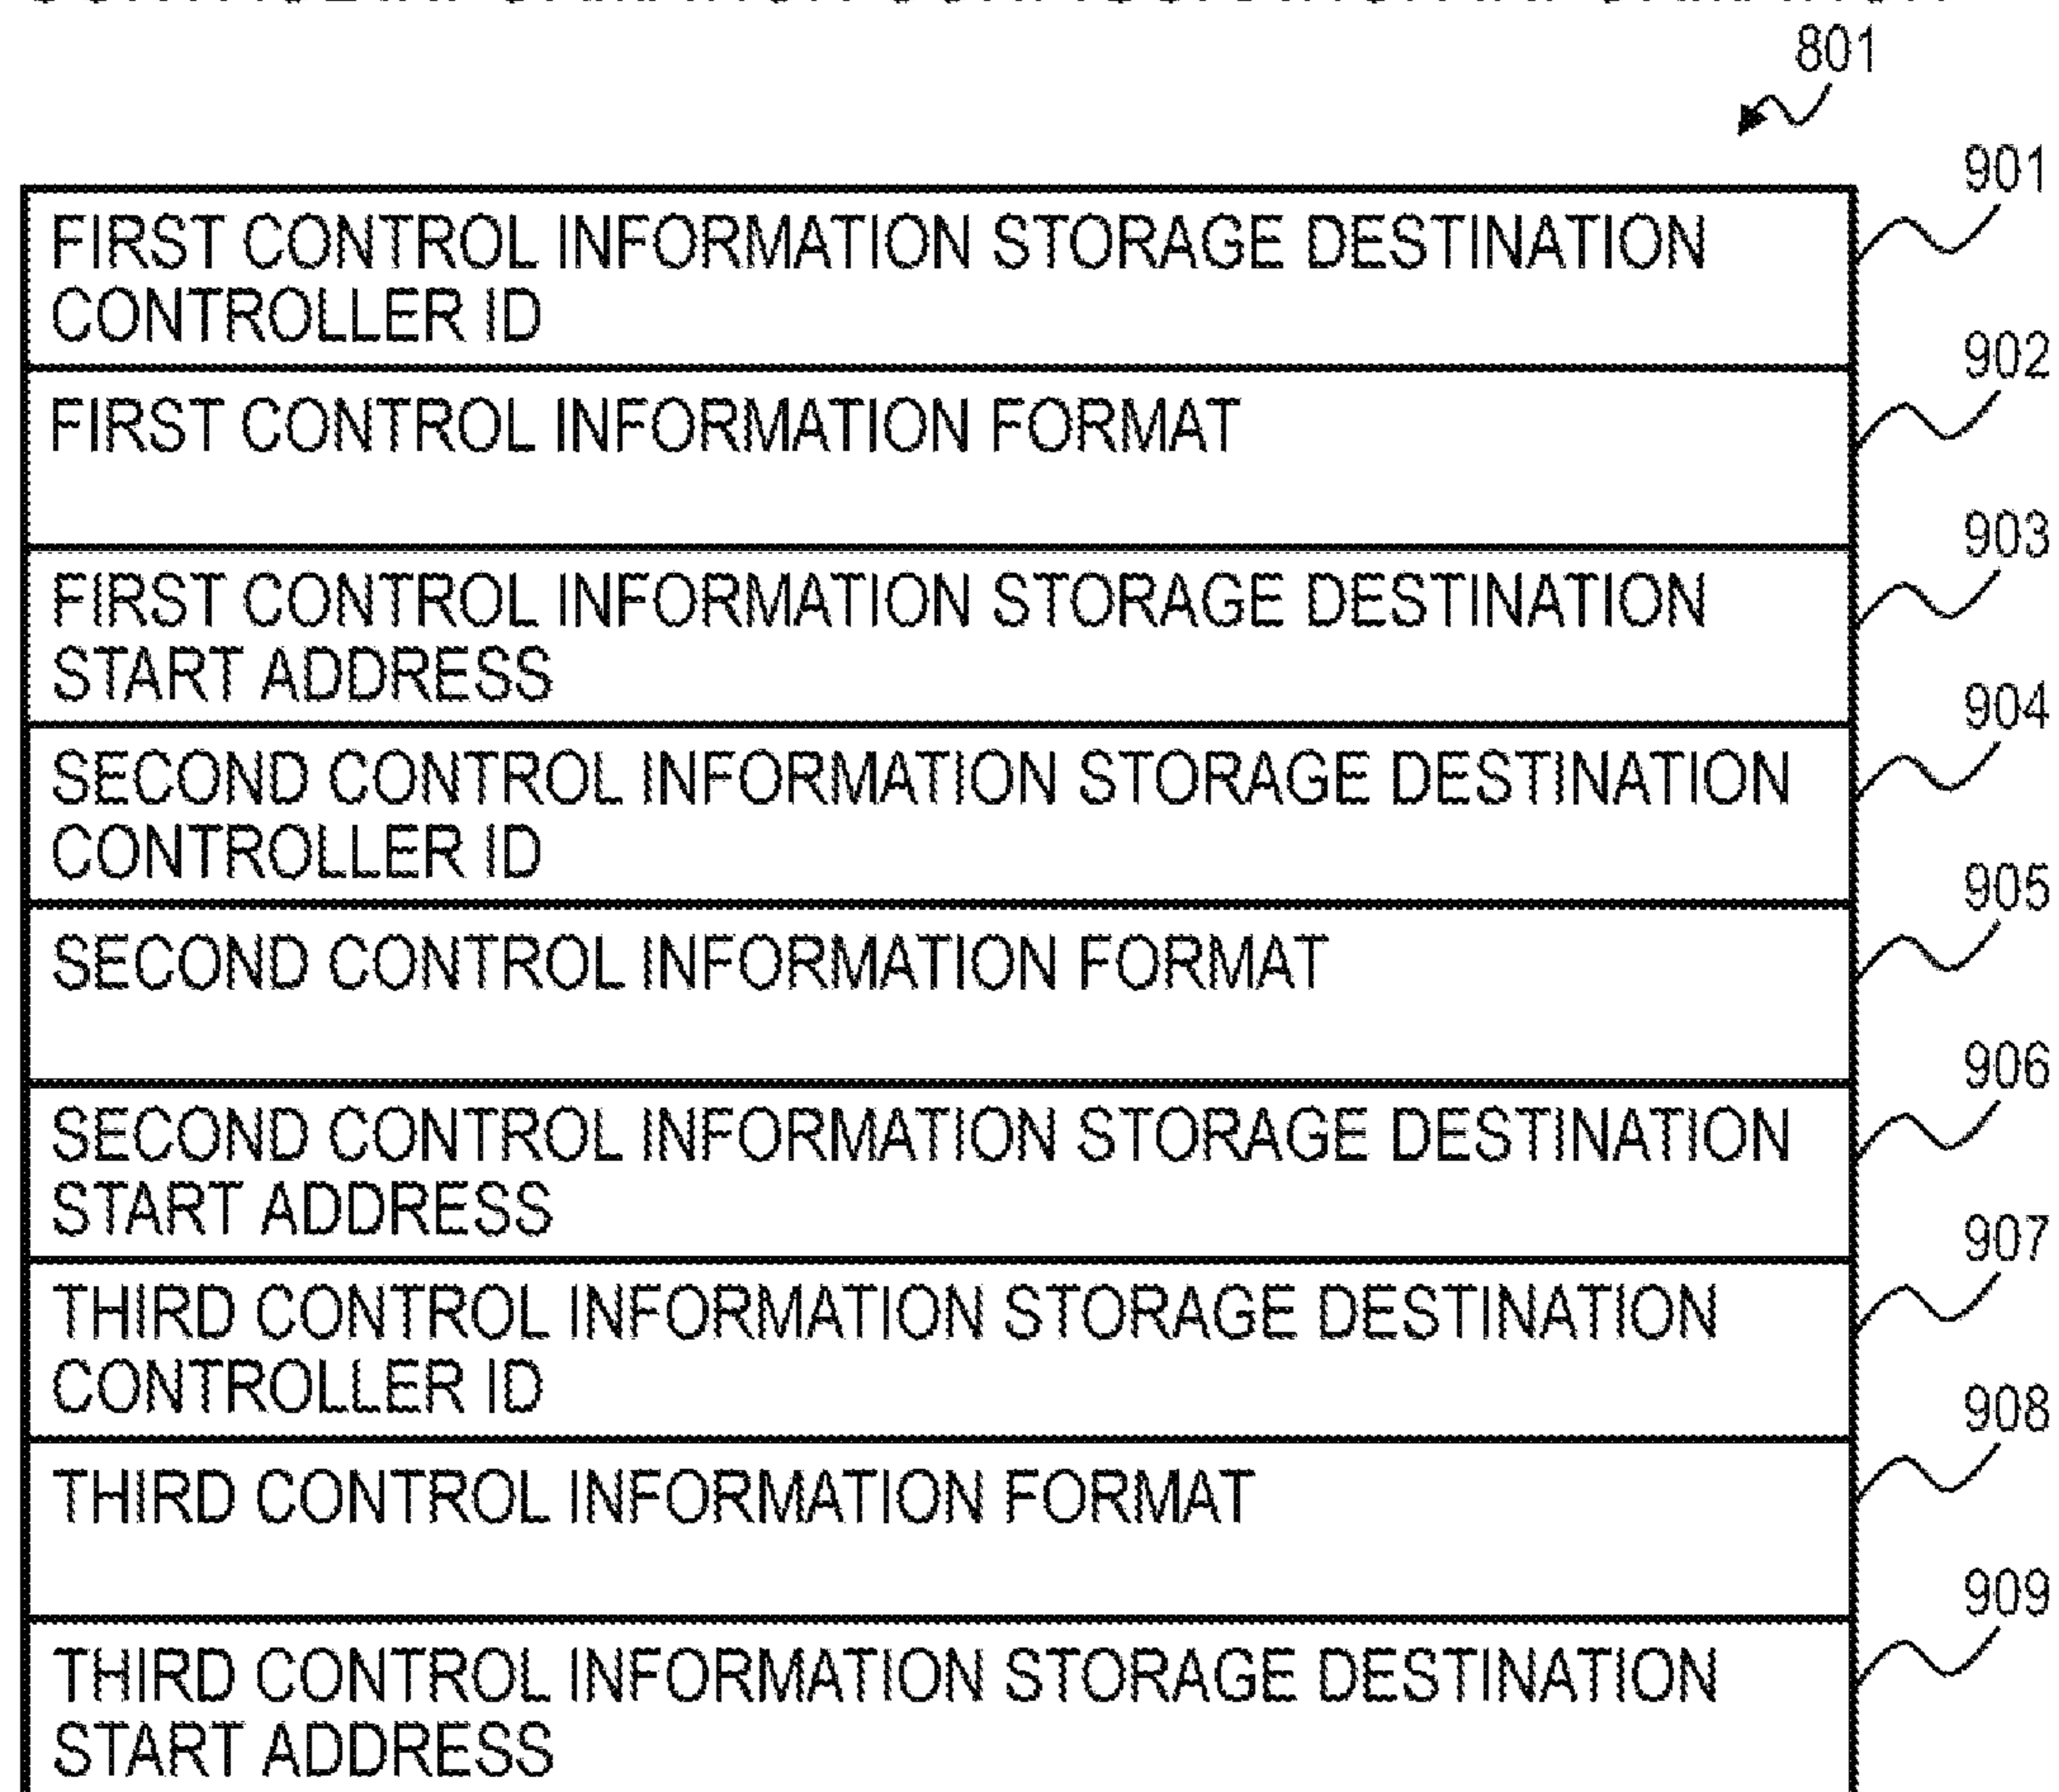 801
901
FIRST CONTROL INFORMATION STORAGE DESTINATION
CONTROLLER ID
902
FIRST CONTROL INFORMATION FORMAT
903
FIRST CONTROL INFORMATION STORAGE DESTINATION
START ADDRESS
904
SECOND CONTROL INFORMATION STORAGE DESTINATION
CONTROLLER ID
905
SECOND CONTROL INFORMATION FORMAT
906
SECOND CONTROL INFORMATION STORAGE DESTINATION
START ADDRESS
907
THIRD CONTROL INFORMATION STORAGE DESTINATION
CONTROLLER ID
908
THIRD CONTROL INFORMATION FORMAT
909
THIRD CONTROL INFORMATION STORAGE DESTINATION
START ADDRESS